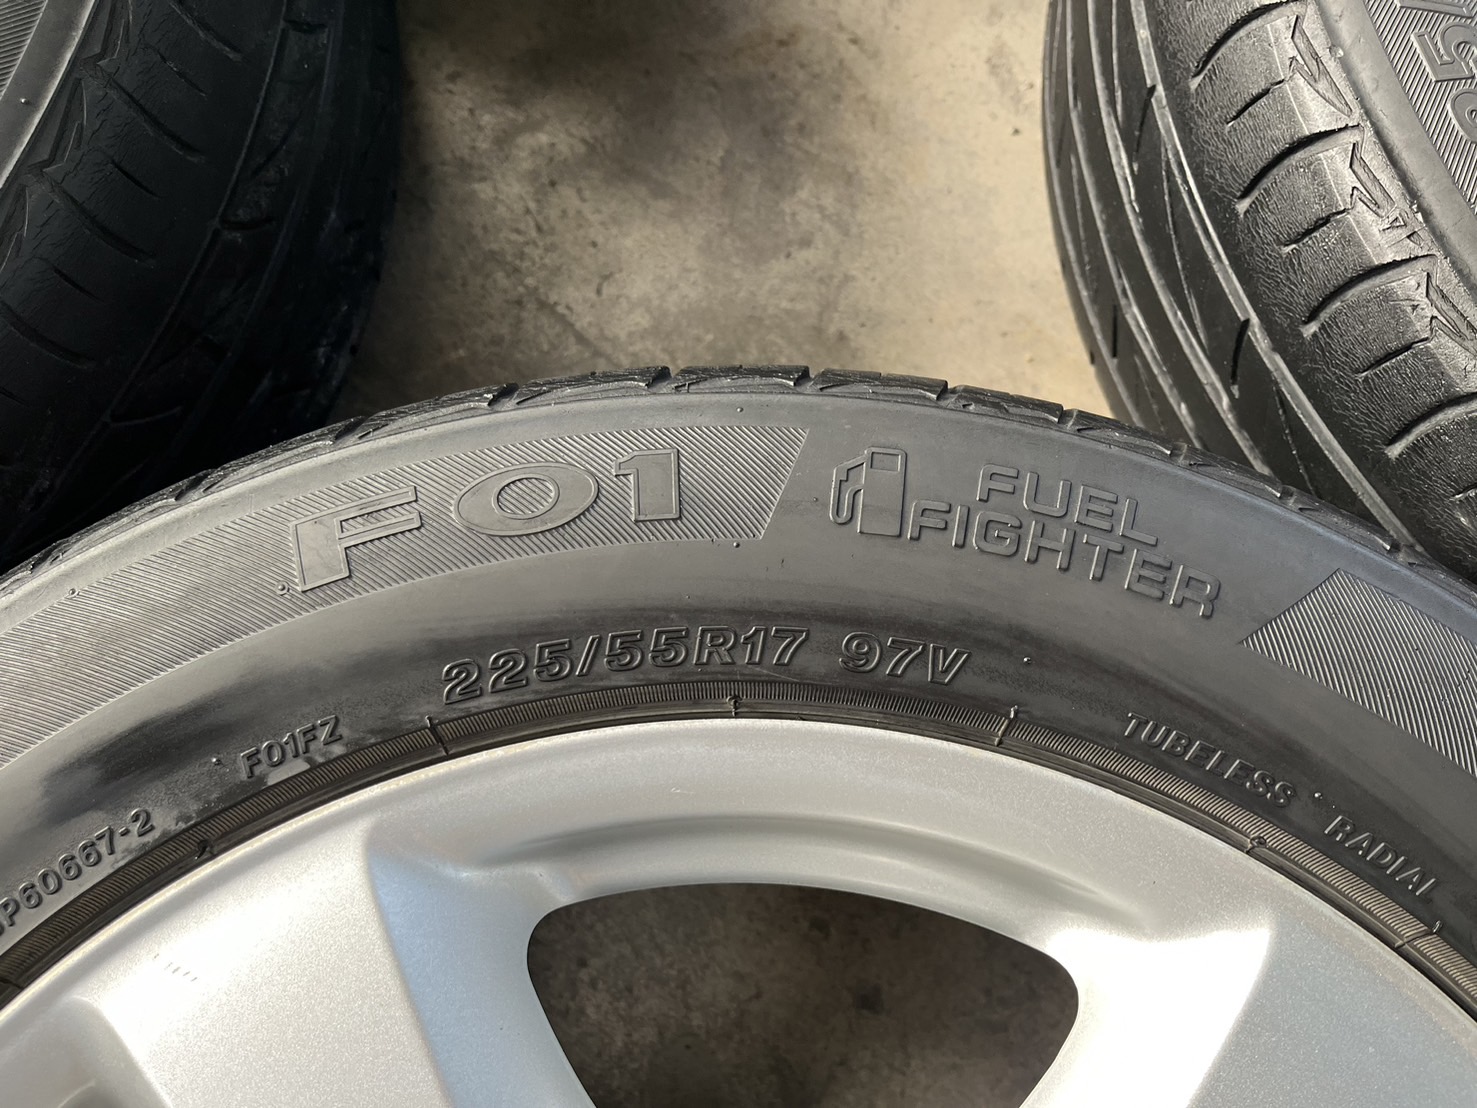 F01
FUEL
FIGHTER
225/55R17 97V
F01FZ
P60667-2
TUBELESS
RADIAL